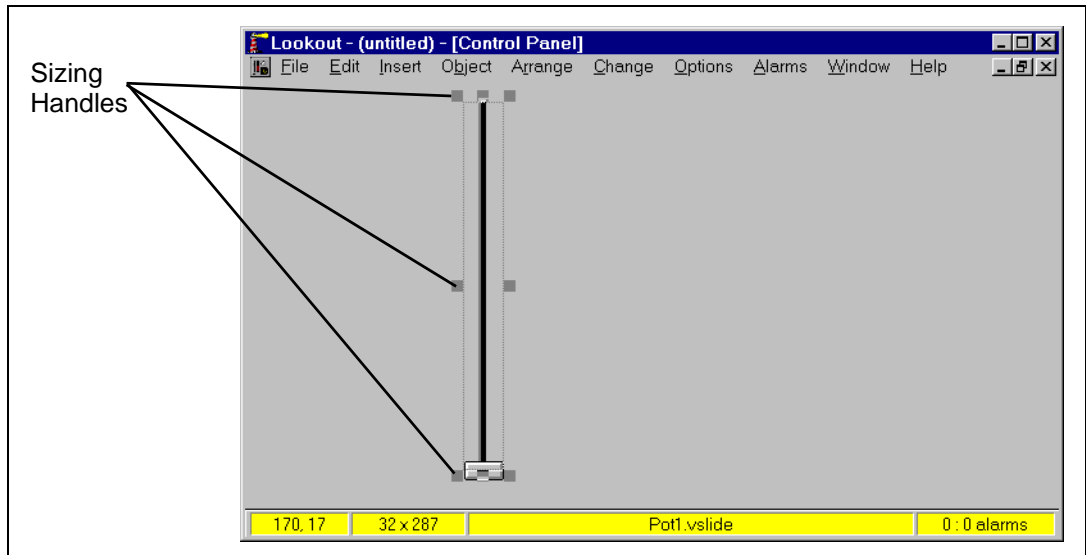 Lookout - (untitled) - [Control Panel]
File Edit Insert Object Arrange Change Options Alarms Window Help
Sizing
Handles
170, 17 32 x 287 Pot1.vslide 0 : 0 alarms